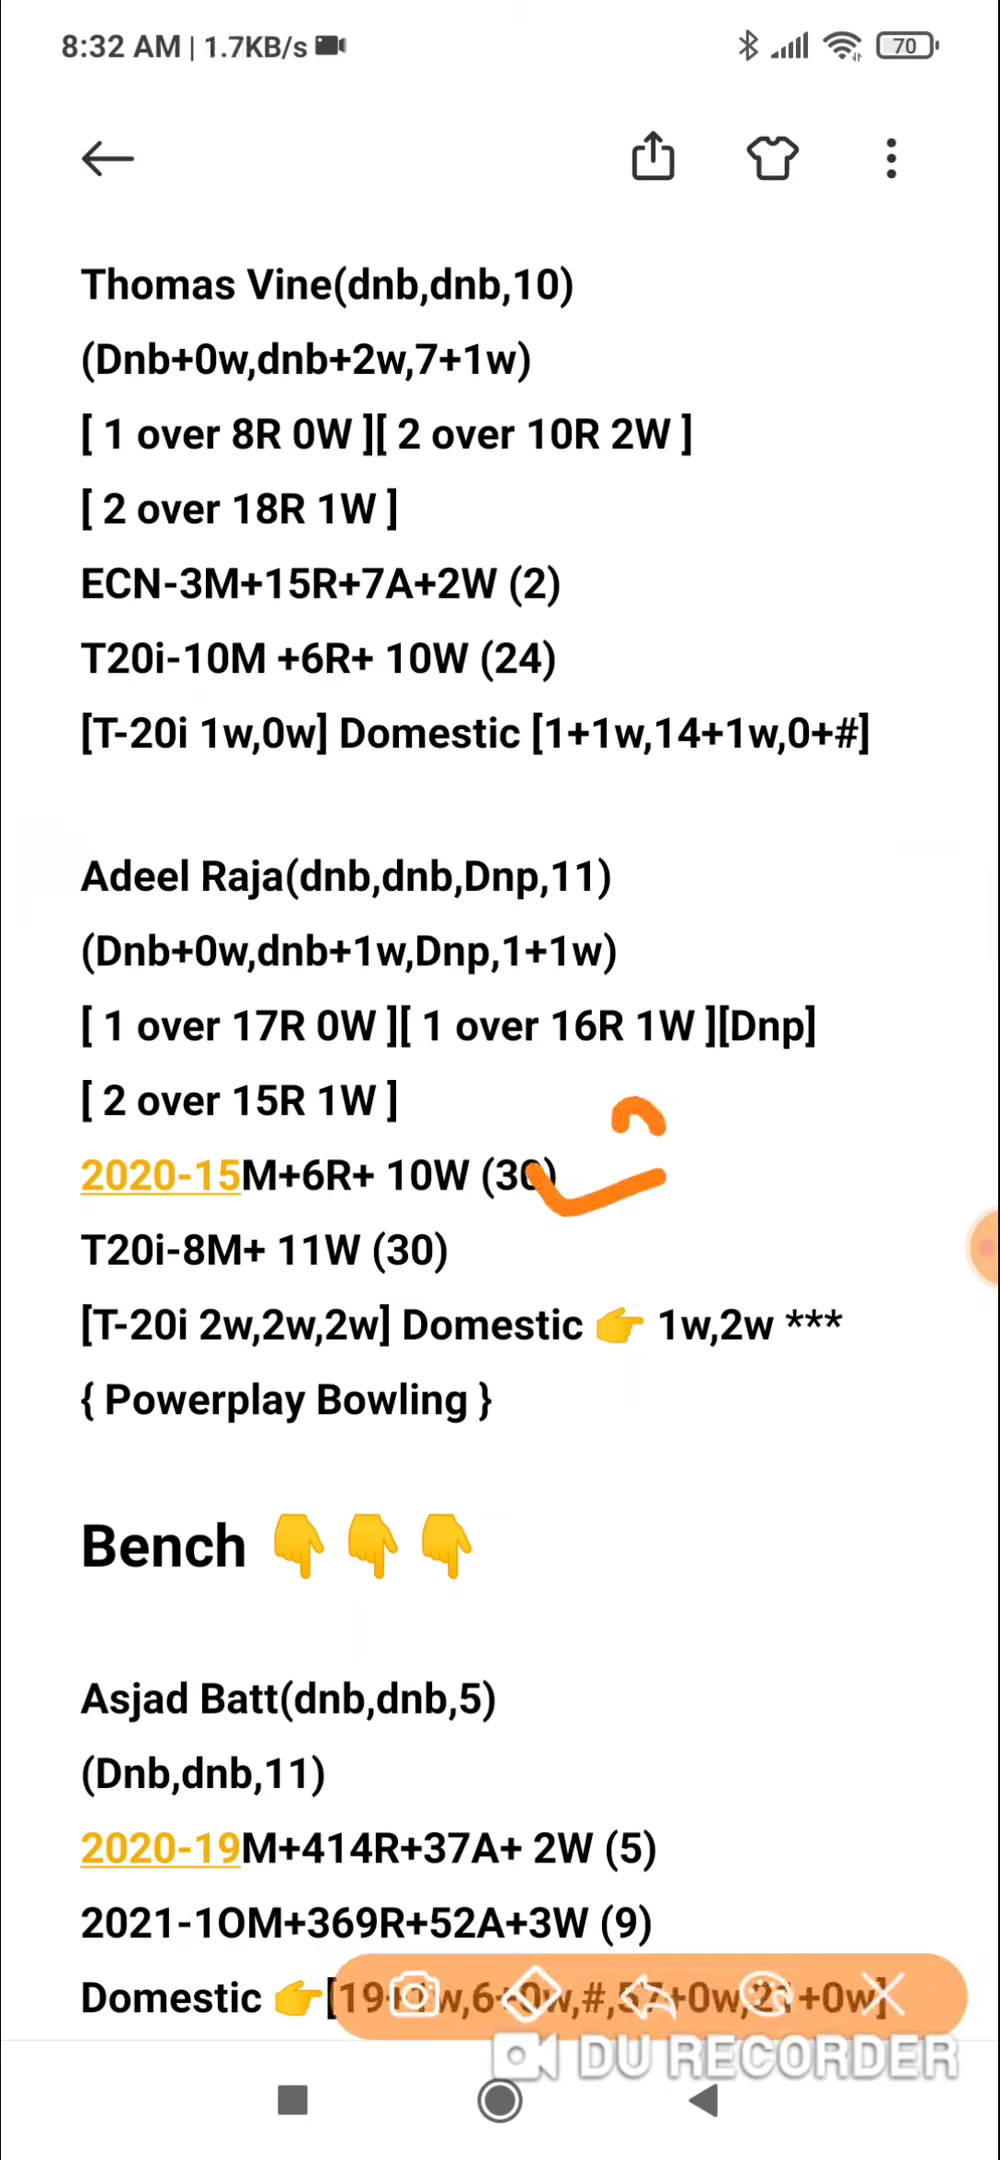 8:32 AM | 1.7KB/s
70
Thomas Vine(dnb,dnb,10)
(Dnb+0w,dnb+2w,7+1w)
[ 1 over 8R 0W ][ 2 over 10R 2W ]
[ 2 over 18R 1W ]
ECN-3M+15R+7A+2W (2)
T20i-10M +6R+ 10W (24)
[T-20i 1w,0w] Domestic [1+1w,14+1w,0+#]
Adeel Raja(dnb,dnb,Dnp,11)
(Dnb+0w,dnb+1w,Dnp,1+1w)
[ 1 over 17R 0W ][ 1 over 16R 1W ][Dnp]
[ 2 over 15R 1W ]
2020-15M+6R+ 10W (30)
T20i-8M+ 11W (30)
[T-20i 2w,2w,2w] Domestic 👉 1w,2w ***
{ Powerplay Bowling }
Bench 👇👇👇
Asjad Batt(dnb,dnb,5)
(Dnb,dnb,11)
2020-19M+414R+37A+ 2W (5)
2021-1OM+369R+52A+3W (9)
Domestic 👉
DU RECORDER